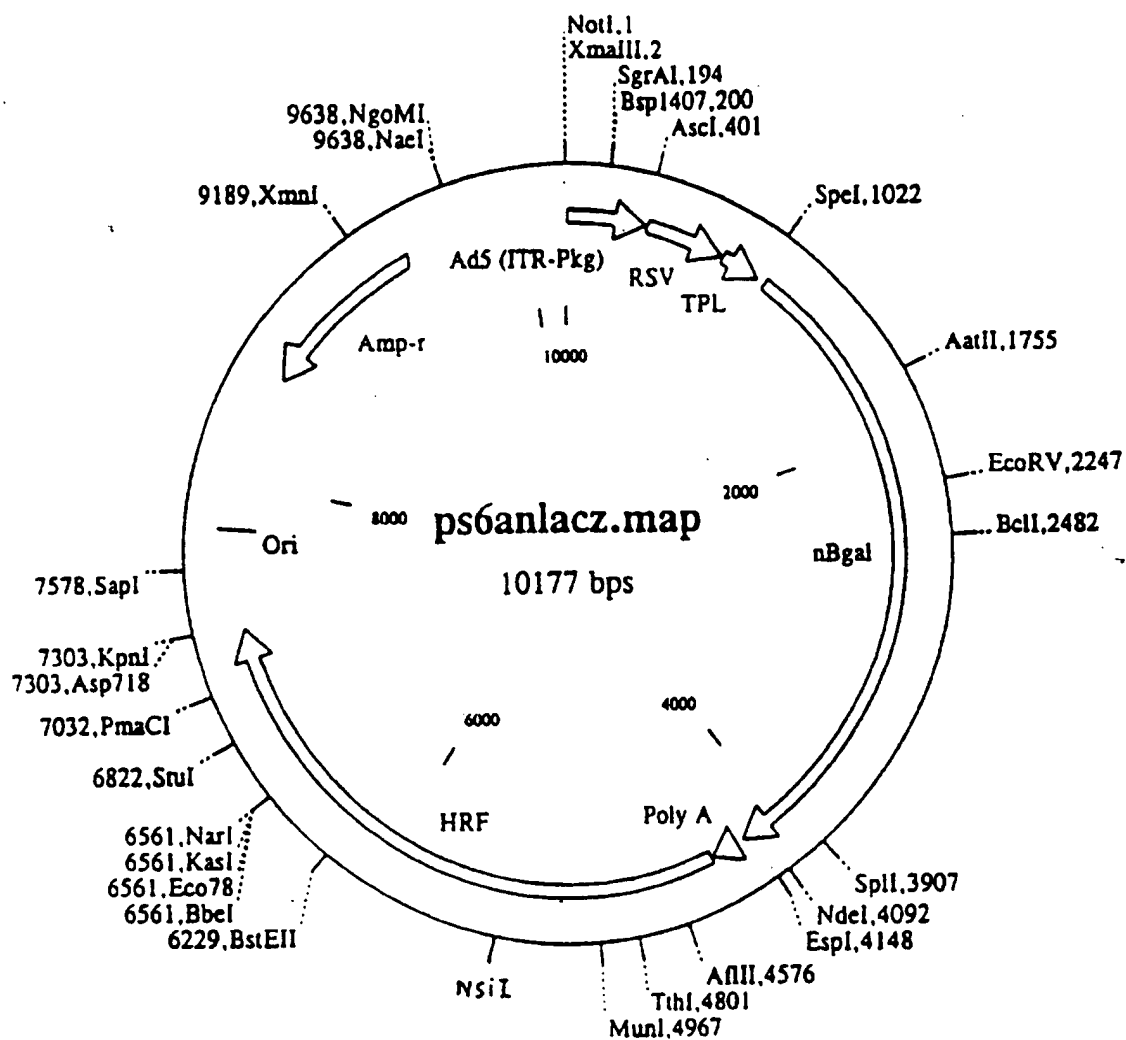 NotI,1
XmaIII,2
SgrAI,194
Bsp1407,200
AscI,401
9638,NgoMI
9638,NaeI
9189,XmnI
SpeI,1022
Ad5 (ITR-Pkg)
RSV
TPL
Amp-r
10000
AatII,1755
EcoRV,2247
2000
8000
ps6anlacz.map
BclI,2482
Ori
nBgal
7578,SapI
10177 bps
7303,KpnI
7303,Asp718
7032,PmaCI
6000
4000
6822,StuI
HRF
Poly A
6561,NarI
6561,KasI
6561,Eco78
6561,BbeI
6229,BstEII
SplI,3907
NdeI,4092
EspI,4148
NsiI
AflII,4576
TthI,4801
MunI,4967